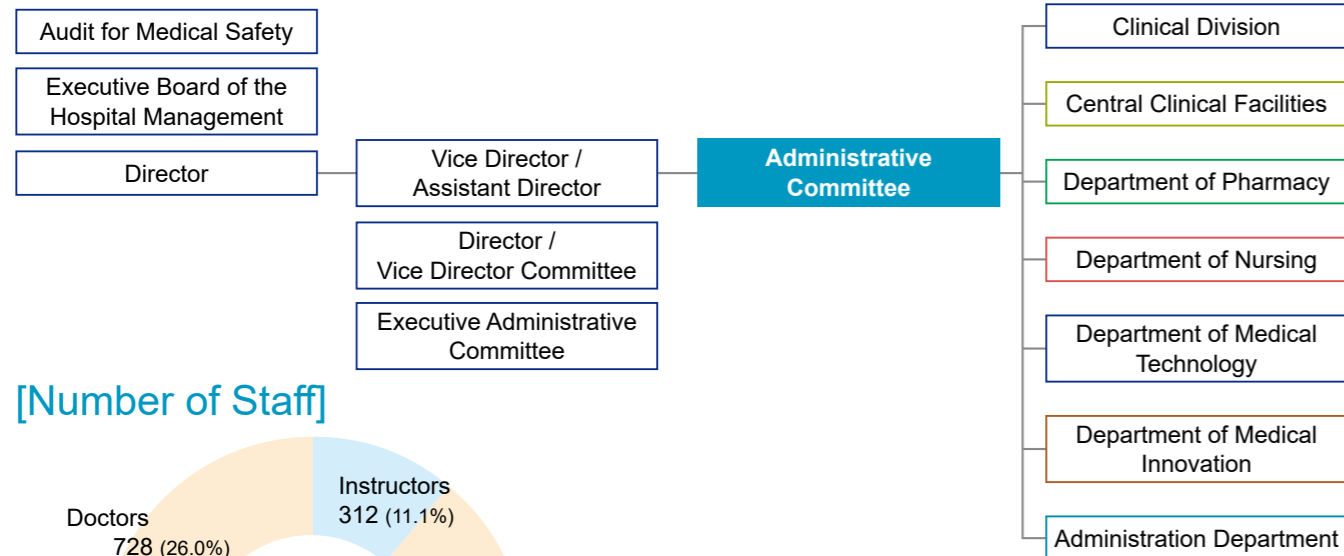 Audit for Medical Safety
Executive Board of the
Hospital Management
Director
Vice Director /
Assistant Director
Director /
Vice Director Committee
Executive Administrative
Committee
Administrative
Committee
Clinical Division
Central Clinical Facilities
Department of Pharmacy
Department of Nursing
Department of Medical
Technology
Department of Medical
Innovation
Administration Department
[Number of Staff]
Instructors
312 (11.1%)
Doctors
728 (26.0%)